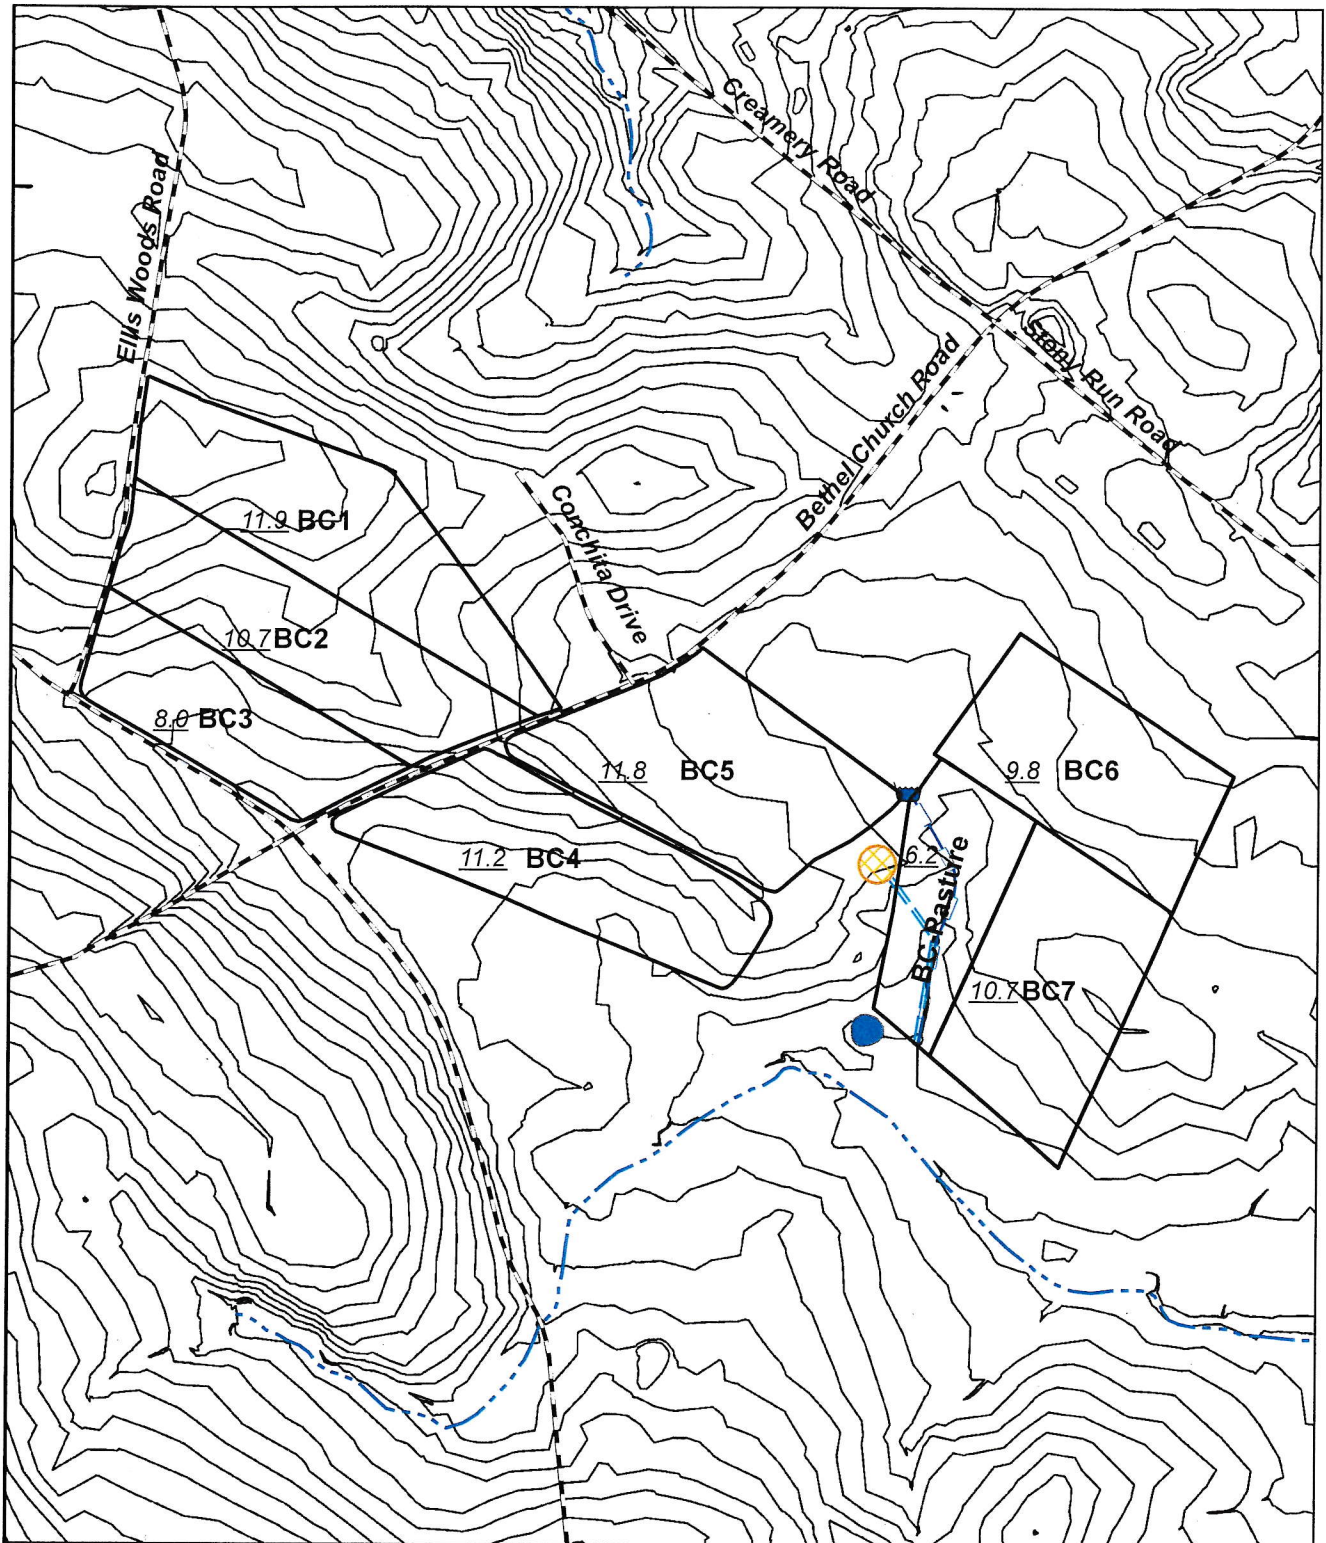 Creamery Road
Ellis Woods Road
Stony Run Road
Bethel Church Road
Conchita Drive
11.9 BC1
10.7 BC2
8.0 BC3
11.8 BC5
9.8 BC6
11.2 BC4
6.2
BC-Pasture
10.7 BC7